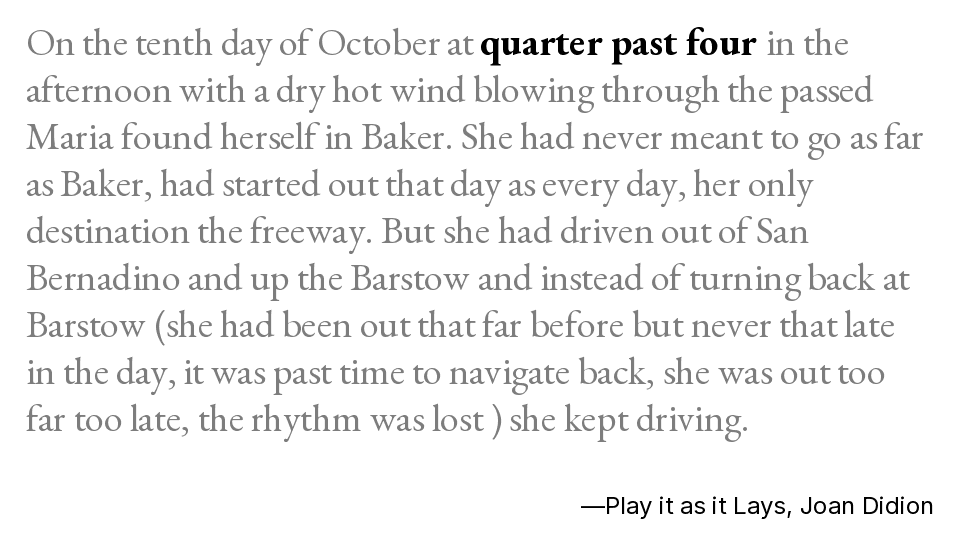 On the tenth day of October at quarter past four in the
afternoon with a dry hot wind blowing through the passed
Maria found herself in Baker. She had never meant to go as far
as Baker, had started out that day as every day, her only
destination the freeway. But she had driven out of San
Bernadino and up the Barstow and instead of turning back at
Barstow (she had been out that far before but never that late
in the day, it was past time to navigate back, she was out too
far too late, the rhythm was lost ) she kept driving.
—Play it as it Lays, Joan Didion